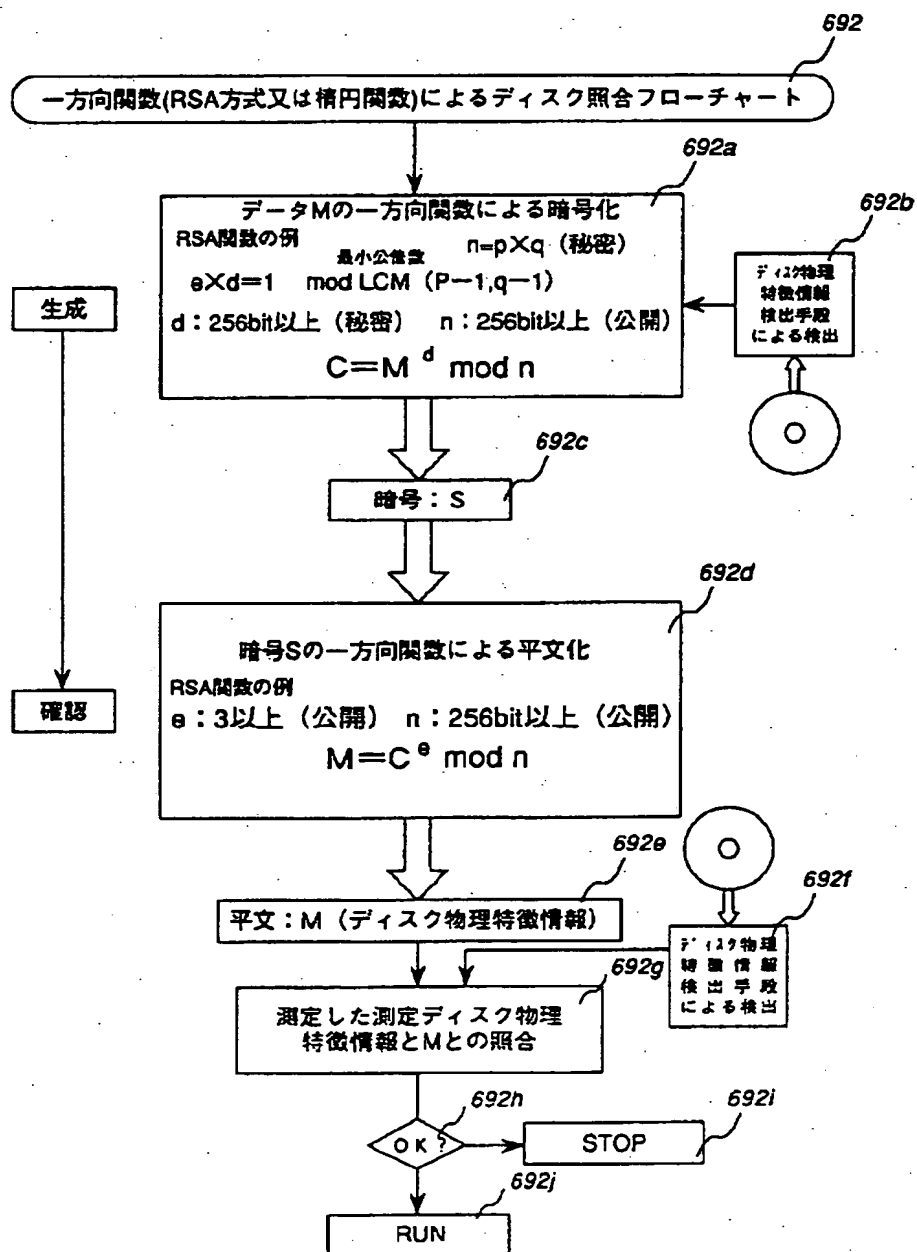 692
一方向関数(RSA方式又は楕円関数)によるディスク照合フローチャート
692a
データMの一方向関数による暗号化
RSA関数の例
n=p×q (秘密)
最小公倍数
e×d=1 mod LCM (P-1,q-1)
d:256bit以上(秘密) n:256bit以上(公開)
C=M^d mod n
692b
ディスク物理
特徴情報
検出手段
による検出
生成
692c
暗号:S
692d
暗号Sの一方向関数による平文化
RSA関数の例
e:3以上(公開) n:256bit以上(公開)
M=C^e mod n
確認
692e
平文:M(ディスク物理特徴情報)
692f
ディスク物理
特徴情報
検出手段
による検出
692g
測定した測定ディスク物理
特徴情報とMとの照合
692h
OK?
692i
STOP
692j
RUN